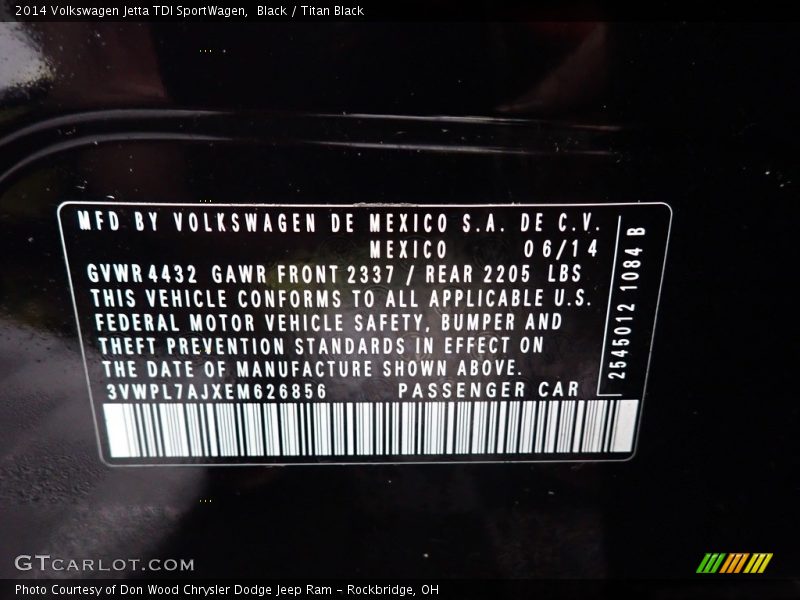 2014 Volkswagen Jetta TDI SportWagen,  Black / Titan Black
MFD BY VOLKSWAGEN DE MEXICO S.A. DE C.V.
MEXICO 06/14
GVWR 4432 GAWR FRONT 2337 / REAR 2205 LBS
THIS VEHICLE CONFORMS TO ALL APPLICABLE U.S.
FEDERAL MOTOR VEHICLE SAFETY, BUMPER AND
THEFT PREVENTION STANDARDS IN EFFECT ON
THE DATE OF MANUFACTURE SHOWN ABOVE.
3VWPL7AJXEM626856 PASSENGER CAR
2545012 1084 B
GTCARLOT.COM
Photo Courtesy of Don Wood Chrysler Dodge Jeep Ram - Rockbridge, OH